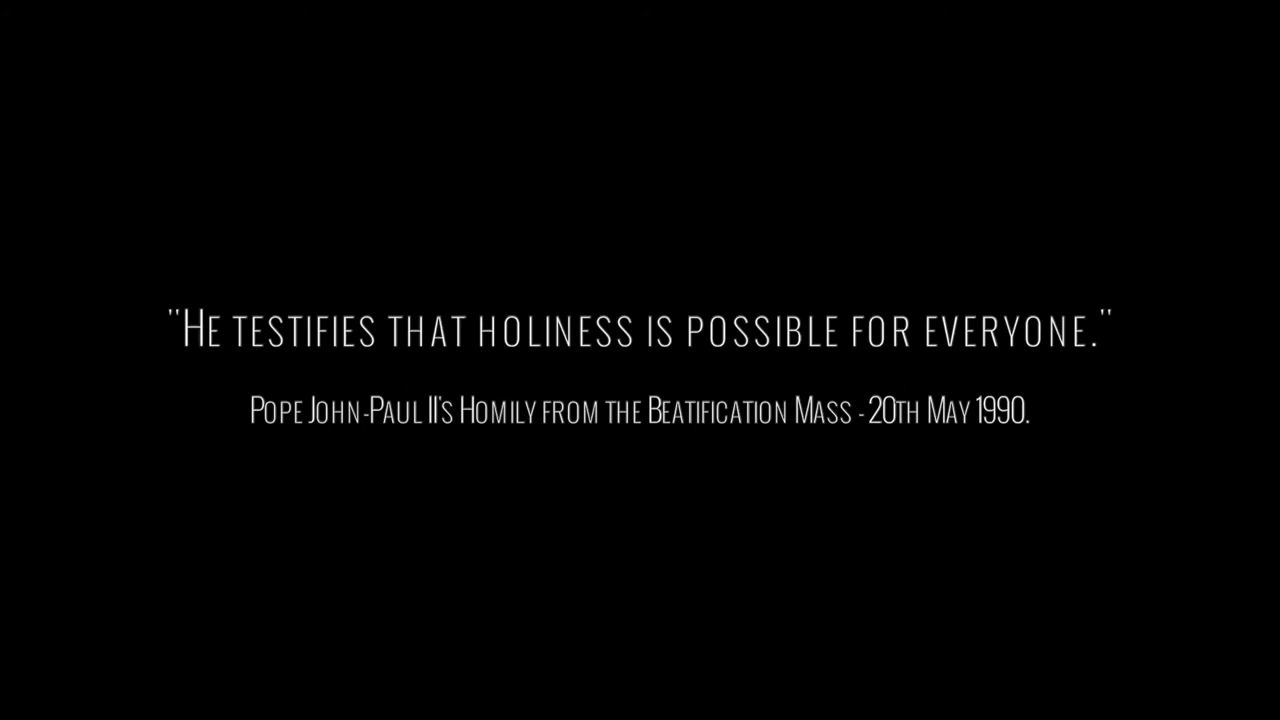 "He testifies that holiness is possible for everyone."
Pope John-Paul II's Homily from the Beatification Mass - 20th May 1990.